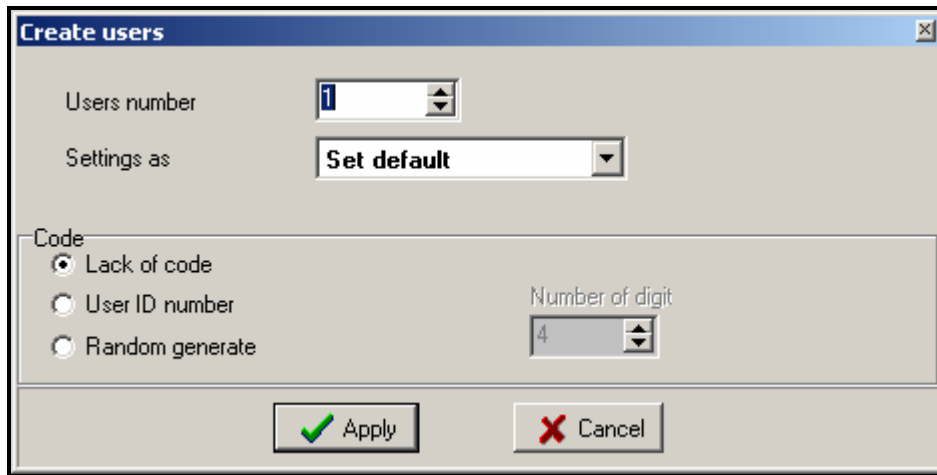 Create users
Users number 1
Settings as Set default
Code
Lack of code
User ID number
Number of digit
Random generate
4
Apply Cancel